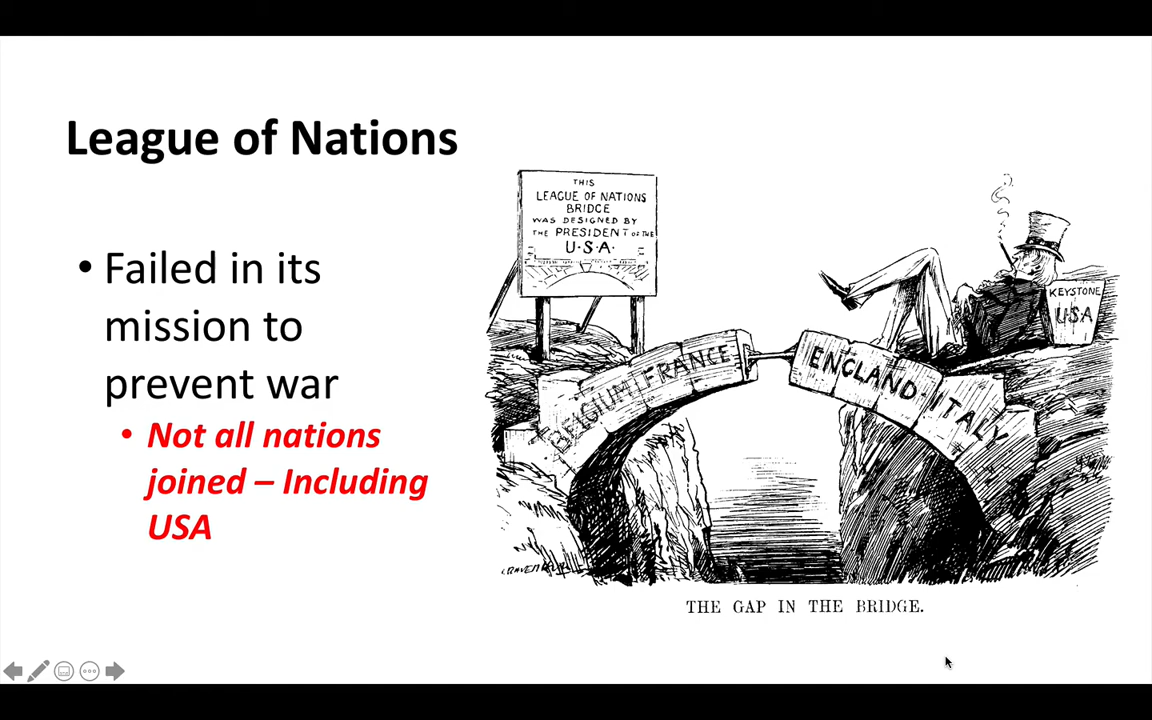 League of Nations
• Failed in its
mission to
prevent war
• Not all nations
joined – Including
USA
THIS
LEAGUE OF NATIONS
BRIDGE
WAS DESIGNED BY
THE PRESIDENT OF THE
U.S.A.
KEYSTONE
USA
BELGIUM FRANCE
ENGLAND - ITALY
THE GAP IN THE BRIDGE.